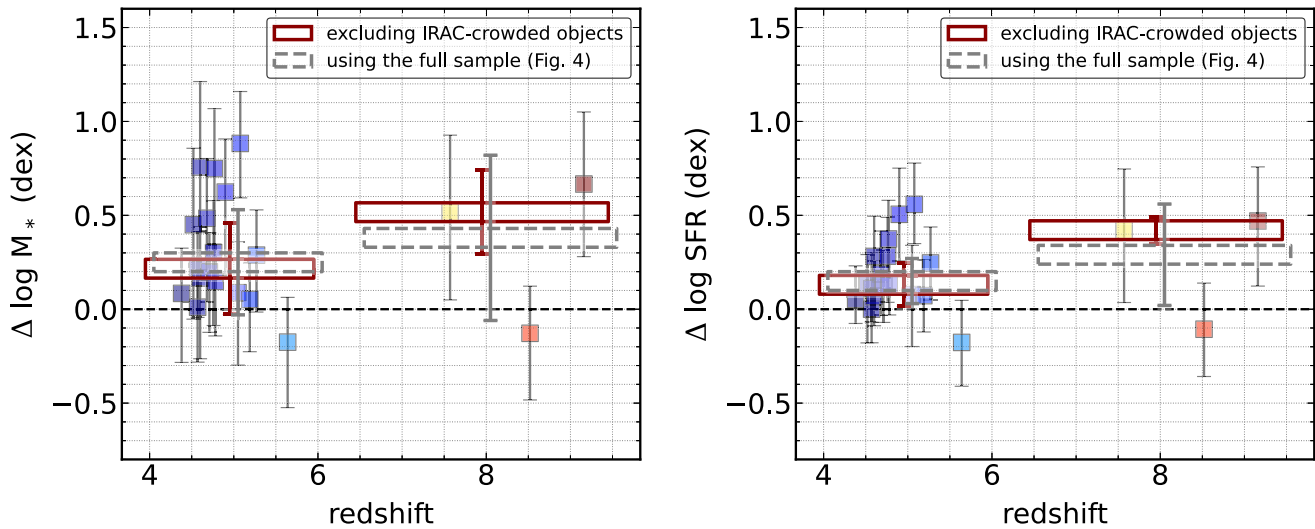 1.5
1.0
0.5
0.0
−0.5
Δ log M* (dex)
excluding IRAC-crowded objects
using the full sample (Fig. 4)
4 6 8
redshift
1.5
1.0
0.5
0.0
−0.5
Δ log SFR (dex)
excluding IRAC-crowded objects
using the full sample (Fig. 4)
4 6 8
redshift